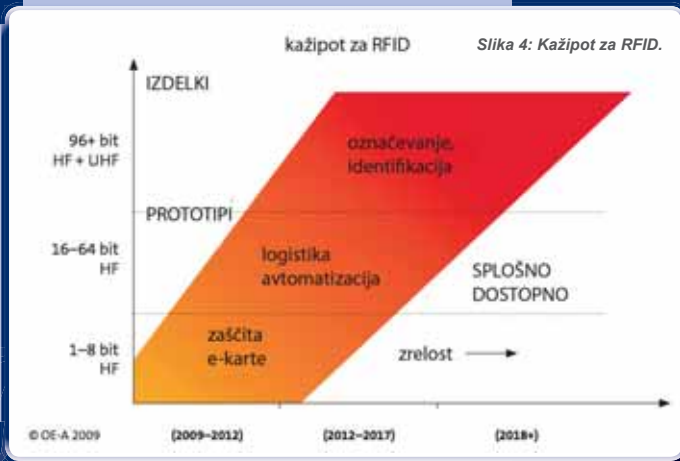 kažipot za RFID
Slika 4: Kažipot za RFID.
IZDELKI
96+ bit
HF + UHF
označevanje,
identifikacija
PROTOTIPI
16–64 bit
HF
logistika
avtomatizacija
SPLOŠNO
DOSTOPNO
1–8 bit
HF
zaščita
e-karte
zrelost
© OE-A 2009
(2009–2012)
(2012–2017)
(2018+)